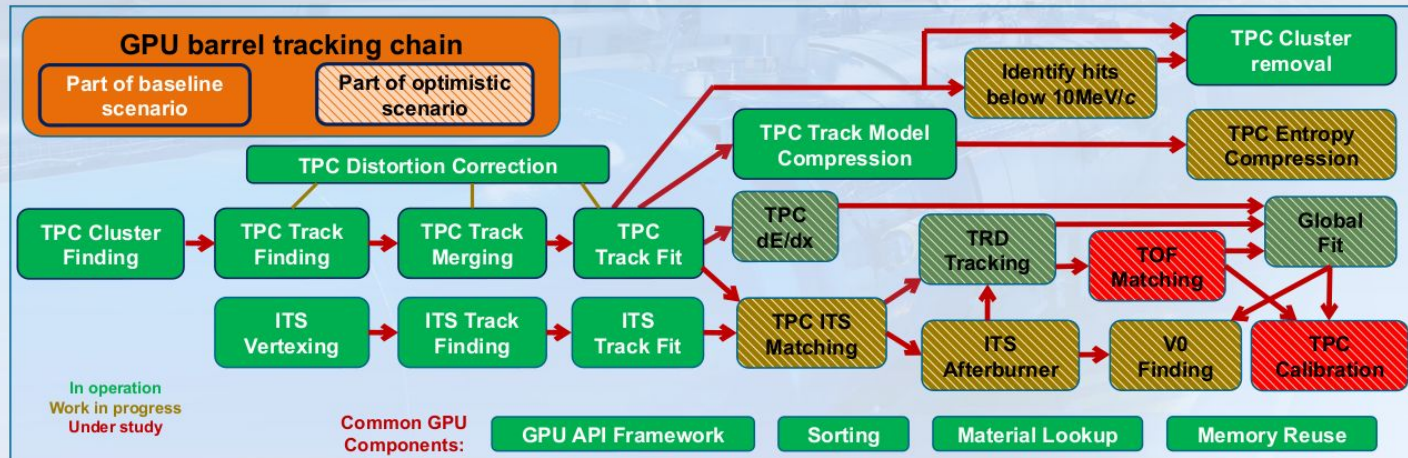 GPU barrel tracking chain
Part of baseline
scenario
Part of optimistic
scenario
Identify hits
below 10MeV/c
TPC Cluster
removal
TPC Track Model
Compression
TPC Entropy
Compression
TPC Distortion Correction
TPC Cluster
Finding
TPC Track
Finding
TPC Track
Merging
TPC
Track Fit
TPC
dE/dx
TRD
Tracking
TOF
Matching
Global
Fit
ITS
Vertexing
ITS Track
Finding
ITS
Track Fit
TPC ITS
Matching
ITS
Afterburner
V0
Finding
TPC
Calibration
In operation
Work in progress
Under study
Common GPU
Components:
GPU API Framework
Sorting
Material Lookup
Memory Reuse